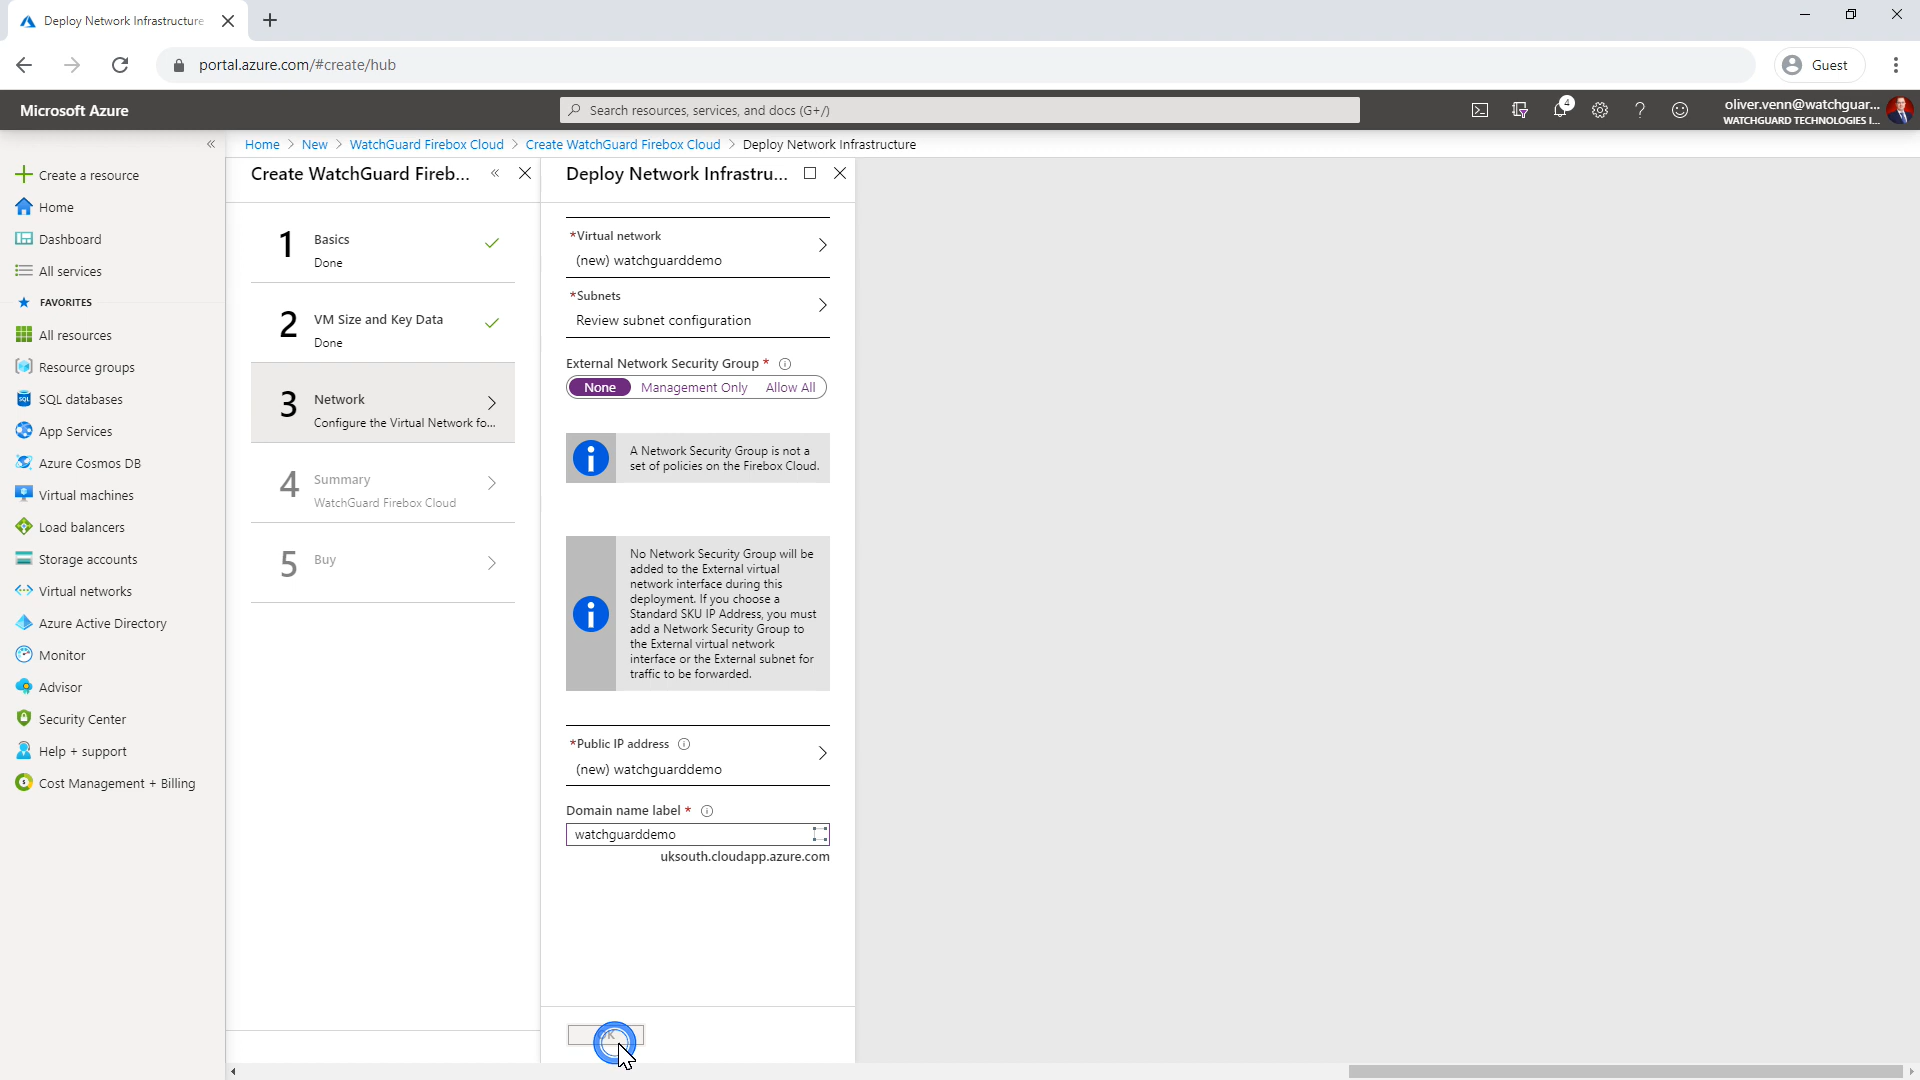 Deploy Network Infrastructure
portal.azure.com/#create/hub
Guest
Microsoft Azure
Search resources, services, and docs (G+/)
4
oliver.venn@watchguar...
WATCHGUARD TECHNOLOGIES I...
Home > New > WatchGuard Firebox Cloud > Create WatchGuard Firebox Cloud > Deploy Network Infrastructure
Create a resource
Home
Dashboard
All services
FAVORITES
All resources
Resource groups
SQL databases
App Services
Azure Cosmos DB
Virtual machines
Load balancers
Storage accounts
Virtual networks
Azure Active Directory
Monitor
Advisor
Security Center
Help + support
Cost Management + Billing
Create WatchGuard Fireb...
1 Basics
Done
2 VM Size and Key Data
Done
3 Network
Configure the Virtual Network fo...
4 Summary
WatchGuard Firebox Cloud
5 Buy
Deploy Network Infrastru...
*Virtual network
(new) watchguarddemo
*Subnets
Review subnet configuration
External Network Security Group *
None Management Only Allow All
A Network Security Group is not a
set of policies on the Firebox Cloud.
No Network Security Group will be
added to the External virtual
network interface during this
deployment. If you choose a
Standard SKU IP Address, you must
add a Network Security Group to
the External virtual network
interface or the External subnet for
traffic to be forwarded.
*Public IP address
(new) watchguarddemo
Domain name label *
watchguarddemo
uksouth.cloudapp.azure.com